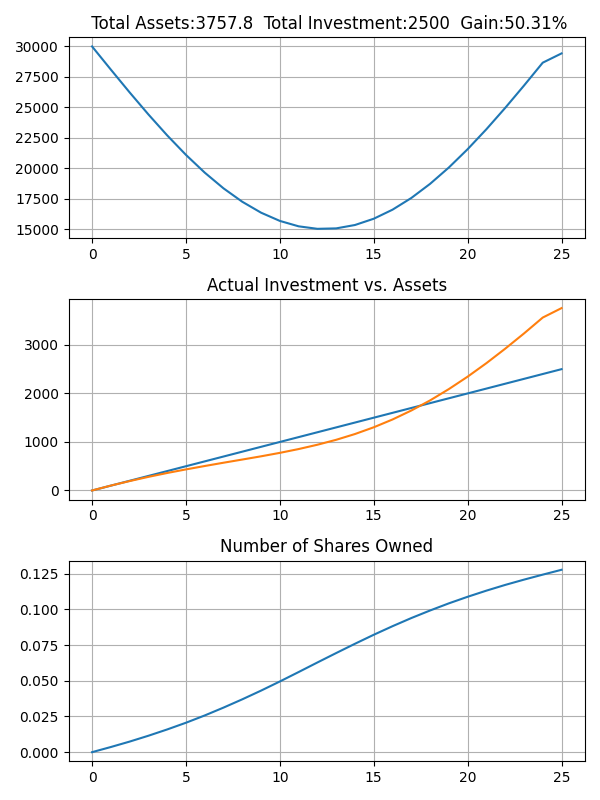 Total Assets:3757.8  Total Investment:2500  Gain:50.31%
30000
27500
25000
22500
20000
17500
15000
0 5 10 15 20 25
Actual Investment vs. Assets
3000
2000
1000
0
0 5 10 15 20 25
Number of Shares Owned
0.125
0.100
0.075
0.050
0.025
0.000
0 5 10 15 20 25